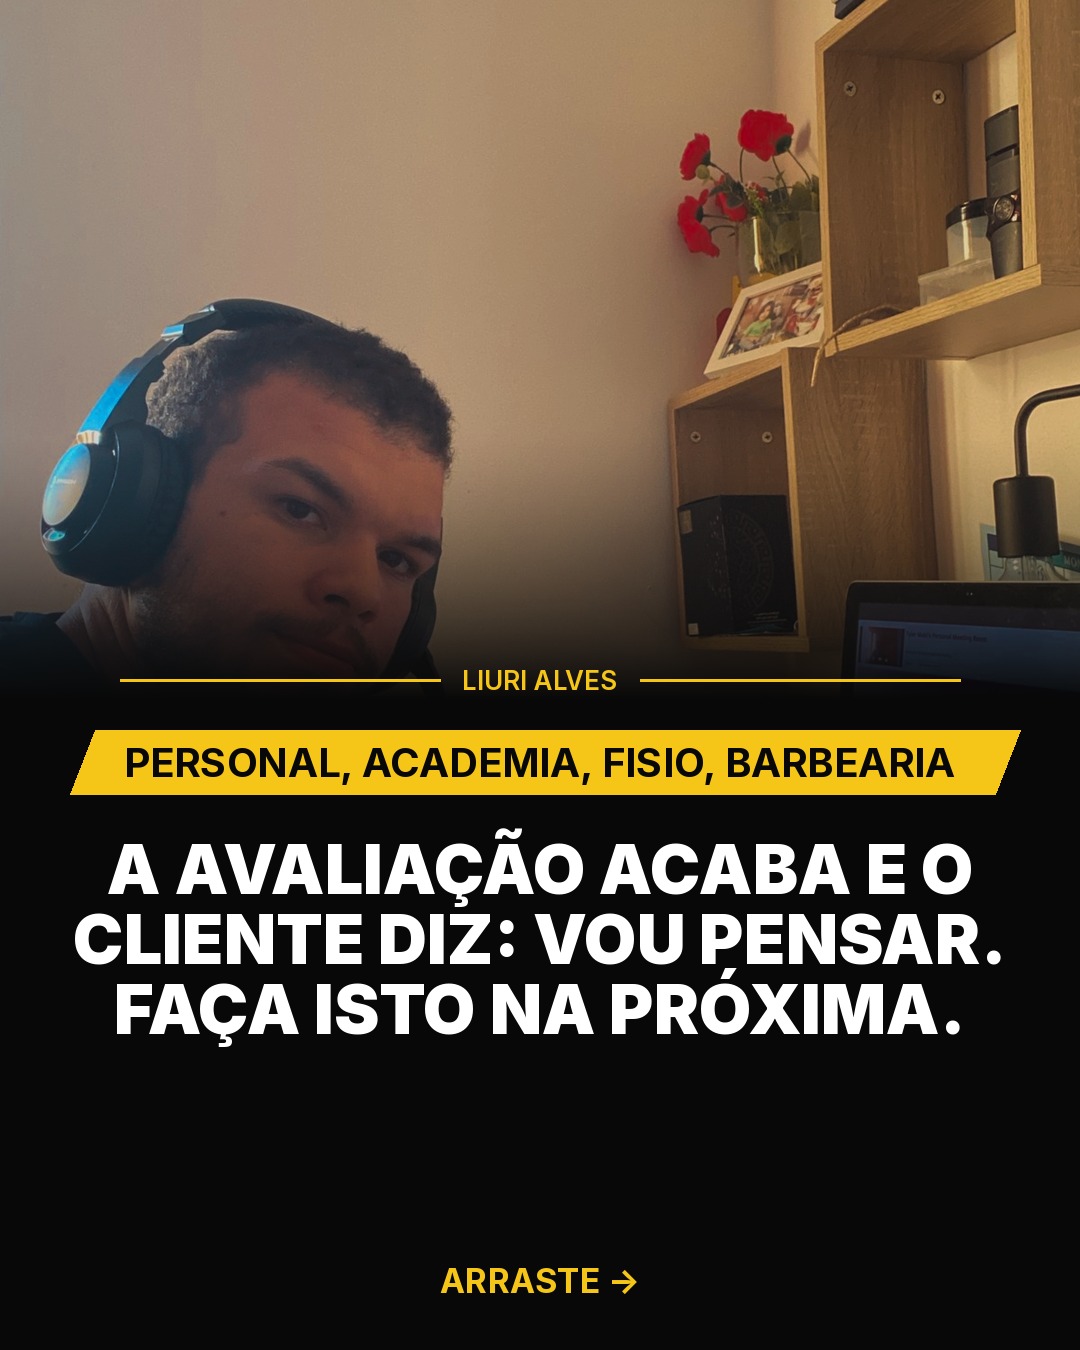 LIURI ALVES
PERSONAL, ACADEMIA, FISIO, BARBEARIA
A AVALIAÇÃO ACABA E O
CLIENTE DIZ: VOU PENSAR.
FAÇA ISTO NA PRÓXIMA.
ARRASTE →